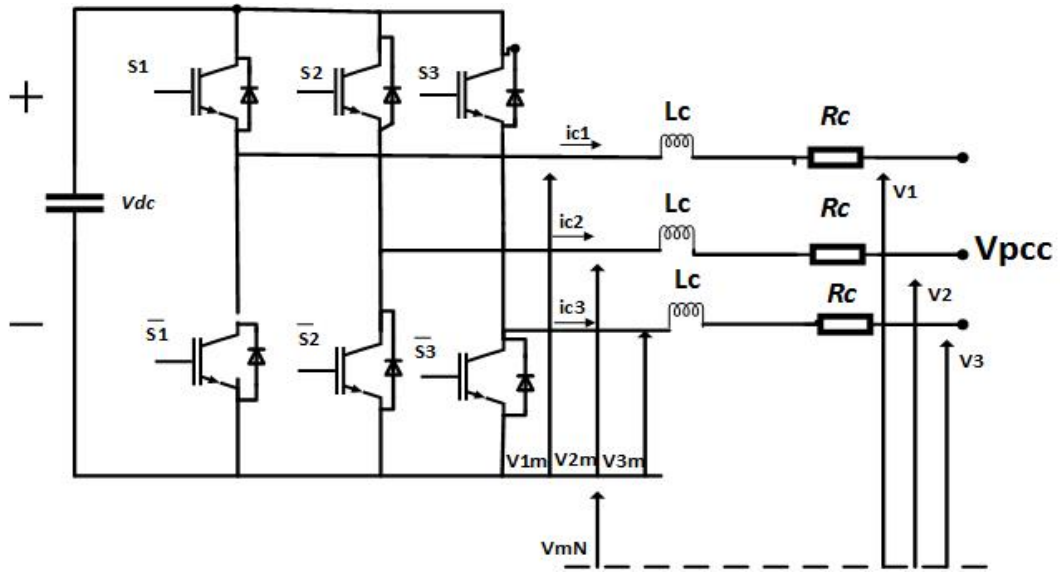 S1
S2
S3
+
Vdc
−
S̅1̅
S̅2
S̅3
ic1
Lc
Rc
V1
ic2
Lc
Rc
Vpcc
Lc
Rc
ic3
V2
V3
V1m
V2m
V3m
VmN